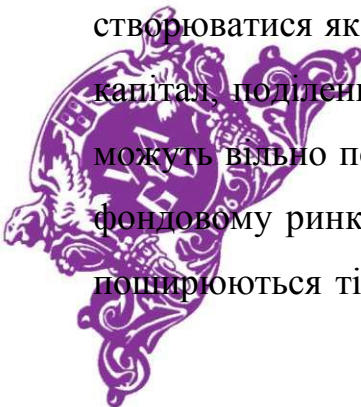 створюватися як
капітал, поділени
можуть вільно по
фондовому ринк
поширюються ті